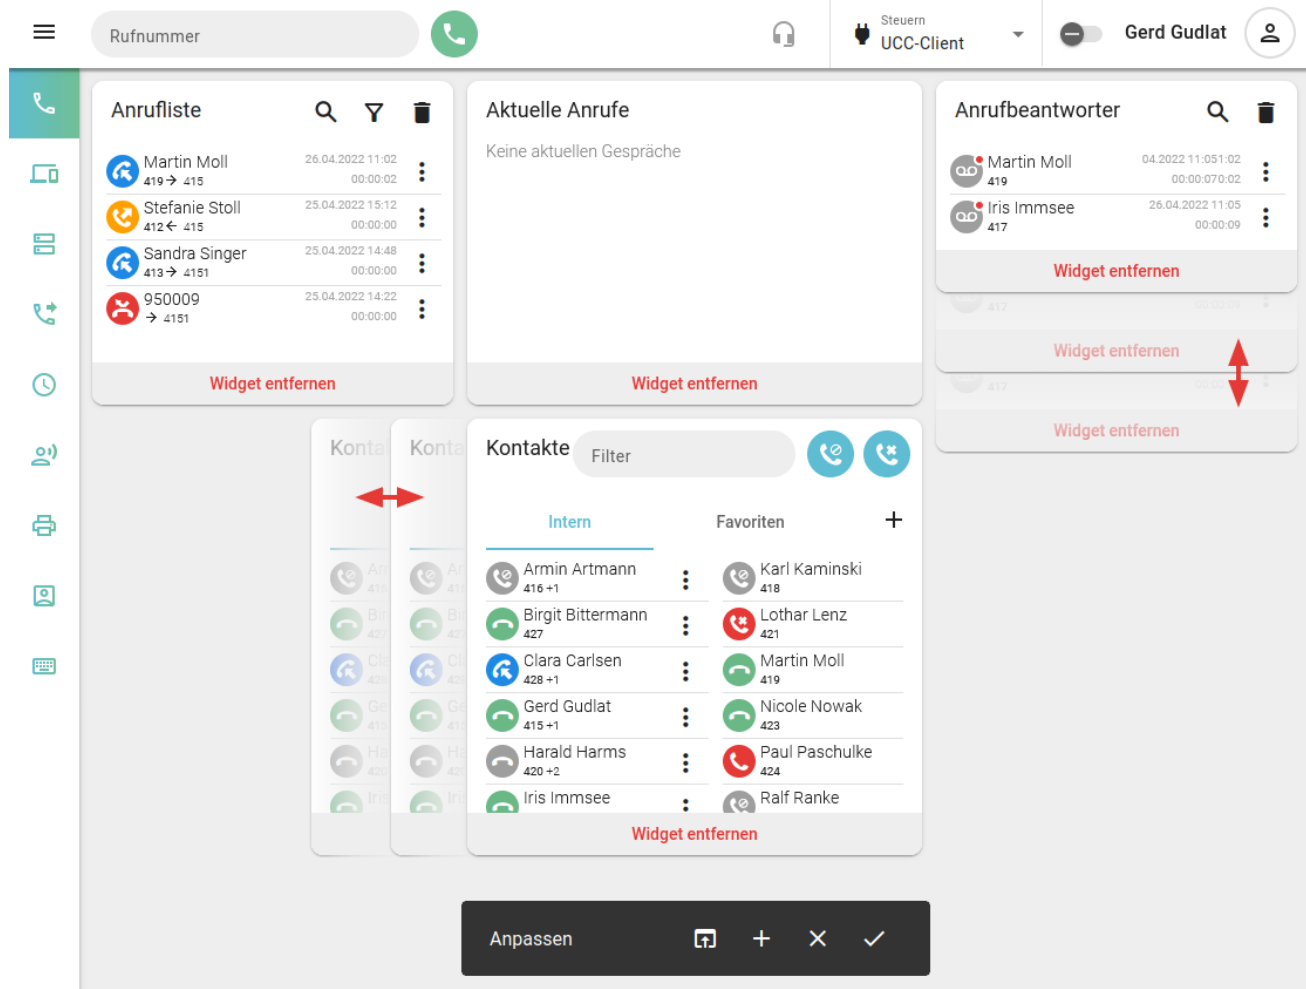 Rufnummer
Steuern
UCC-Client
Gerd Gudlat
Anrufliste
Martin Moll
26.04.2022 11:02
419 → 415
00:00:02
Stefanie Stoll
25.04.2022 15:12
412 ← 415
00:00:00
Sandra Singer
25.04.2022 14:48
413 → 4151
00:00:00
950009
25.04.2022 14:22
→ 4151
00:00:00
Widget entfernen
Aktuelle Anrufe
Keine aktuellen Gespräche
Widget entfernen
Anrufbeantworter
Martin Moll
04.2022 11:051:02
419
00:00:070:02
Iris Immsee
26.04.2022 11:05
417
00:00:09
Widget entfernen
417
Widget entfernen
417
Widget entfernen
Konta
Konta
Kontakte
Filter
Intern
Favoriten
Armin Artmann
416 +1
Birgit Bittermann
427
Clara Carlsen
428 +1
Gerd Gudlat
415 +1
Harald Harms
420 +2
Iris Immsee
Karl Kaminski
418
Lothar Lenz
421
Martin Moll
419
Nicole Nowak
423
Paul Paschulke
424
Ralf Ranke
Widget entfernen
Anpassen